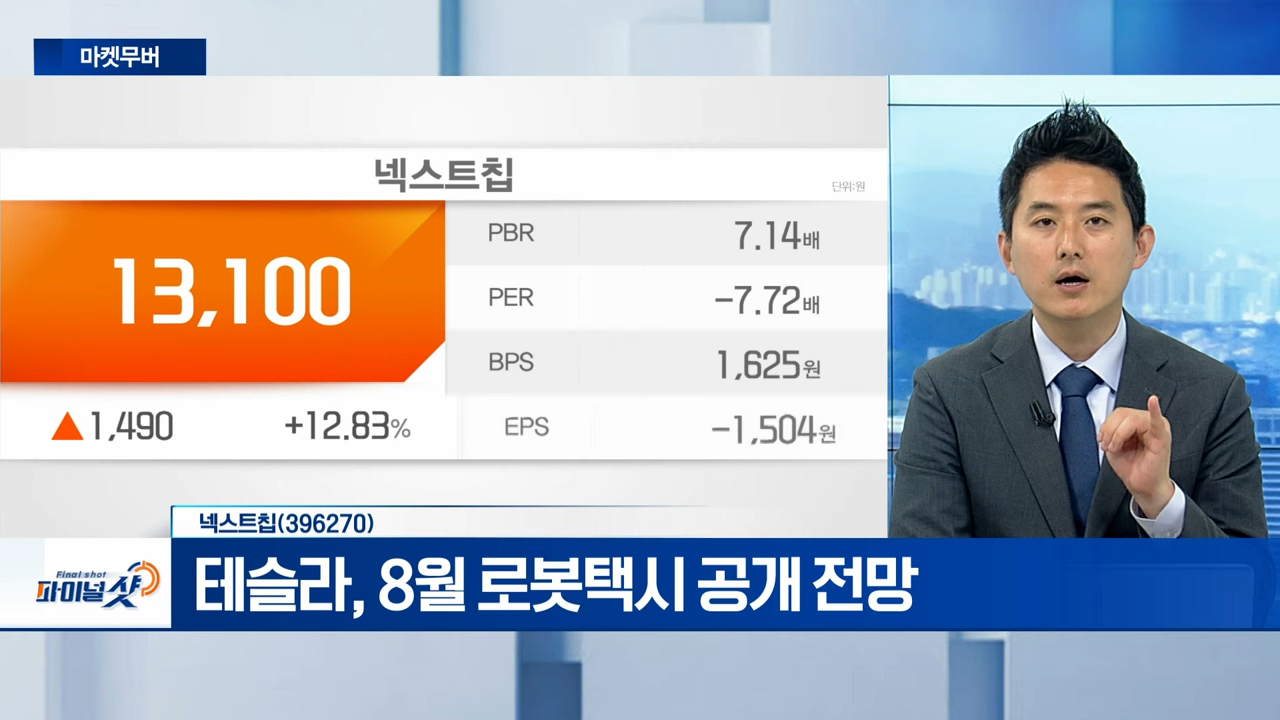 마켓무버
넥스트칩
단위:원
13,100
▲1,490 +12.83%
PBR 7.14배
PER -7.72배
BPS 1,625원
EPS -1,504원
넥스트칩(396270)
Final shot
파이널샷
테슬라, 8월 로봇택시 공개 전망